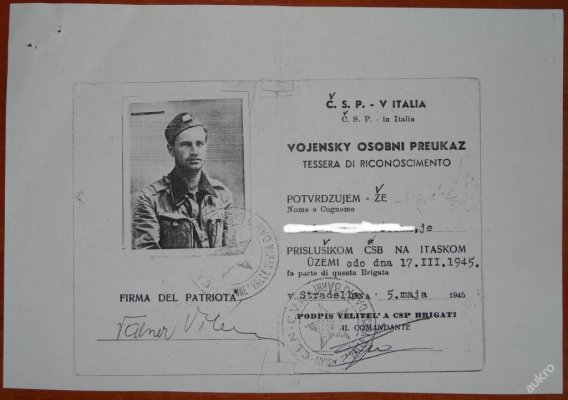 Č. S. P. - V ITALIA
Č. S. P. - in Italia
VOJENSKY OSOBNI PREUKAZ
TESSERA DI RICONOSCIMENTO
POTVRDZUJEM - ŽE
Nome e Cognome
je
PRISLUŠIKOM ČSB NA ITASKOM
ÚZEMI odo dna 17.III.1945.
fa parte di questa Brigata
FIRMA DEL PATRIOTA
v Stradella 5.maja 1945
PODPIS VELITEL'A CSP BRIGATI
IL COMANDANTE
aukro